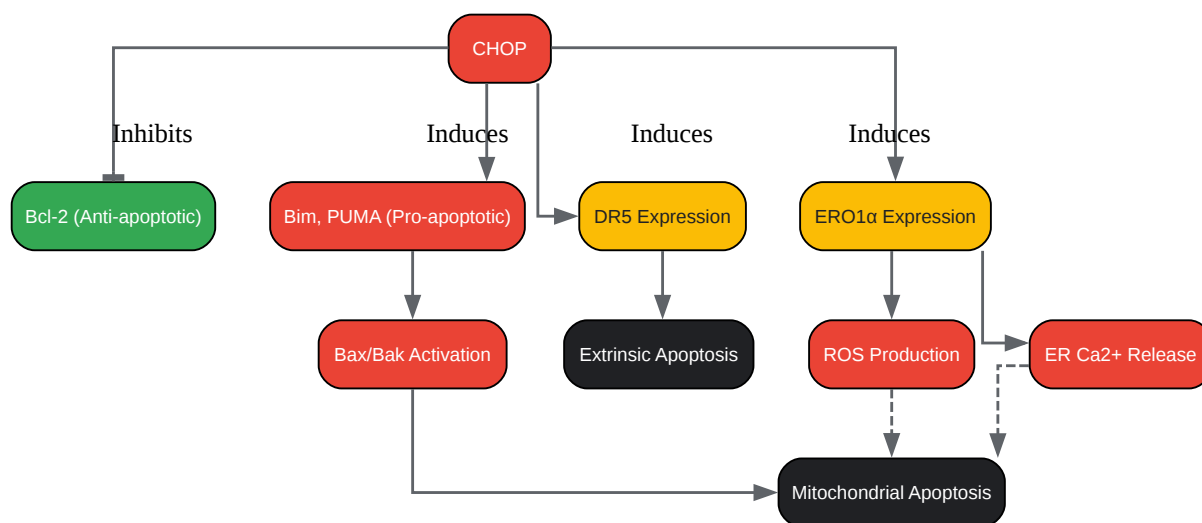 CHOP
Inhibits
Induces
Induces
Induces
Bcl-2 (Anti-apoptotic)
Bim, PUMA (Pro-apoptotic)
DR5 Expression
ERO1α Expression
Bax/Bak Activation
Extrinsic Apoptosis
ROS Production
ER Ca2+ Release
Mitochondrial Apoptosis